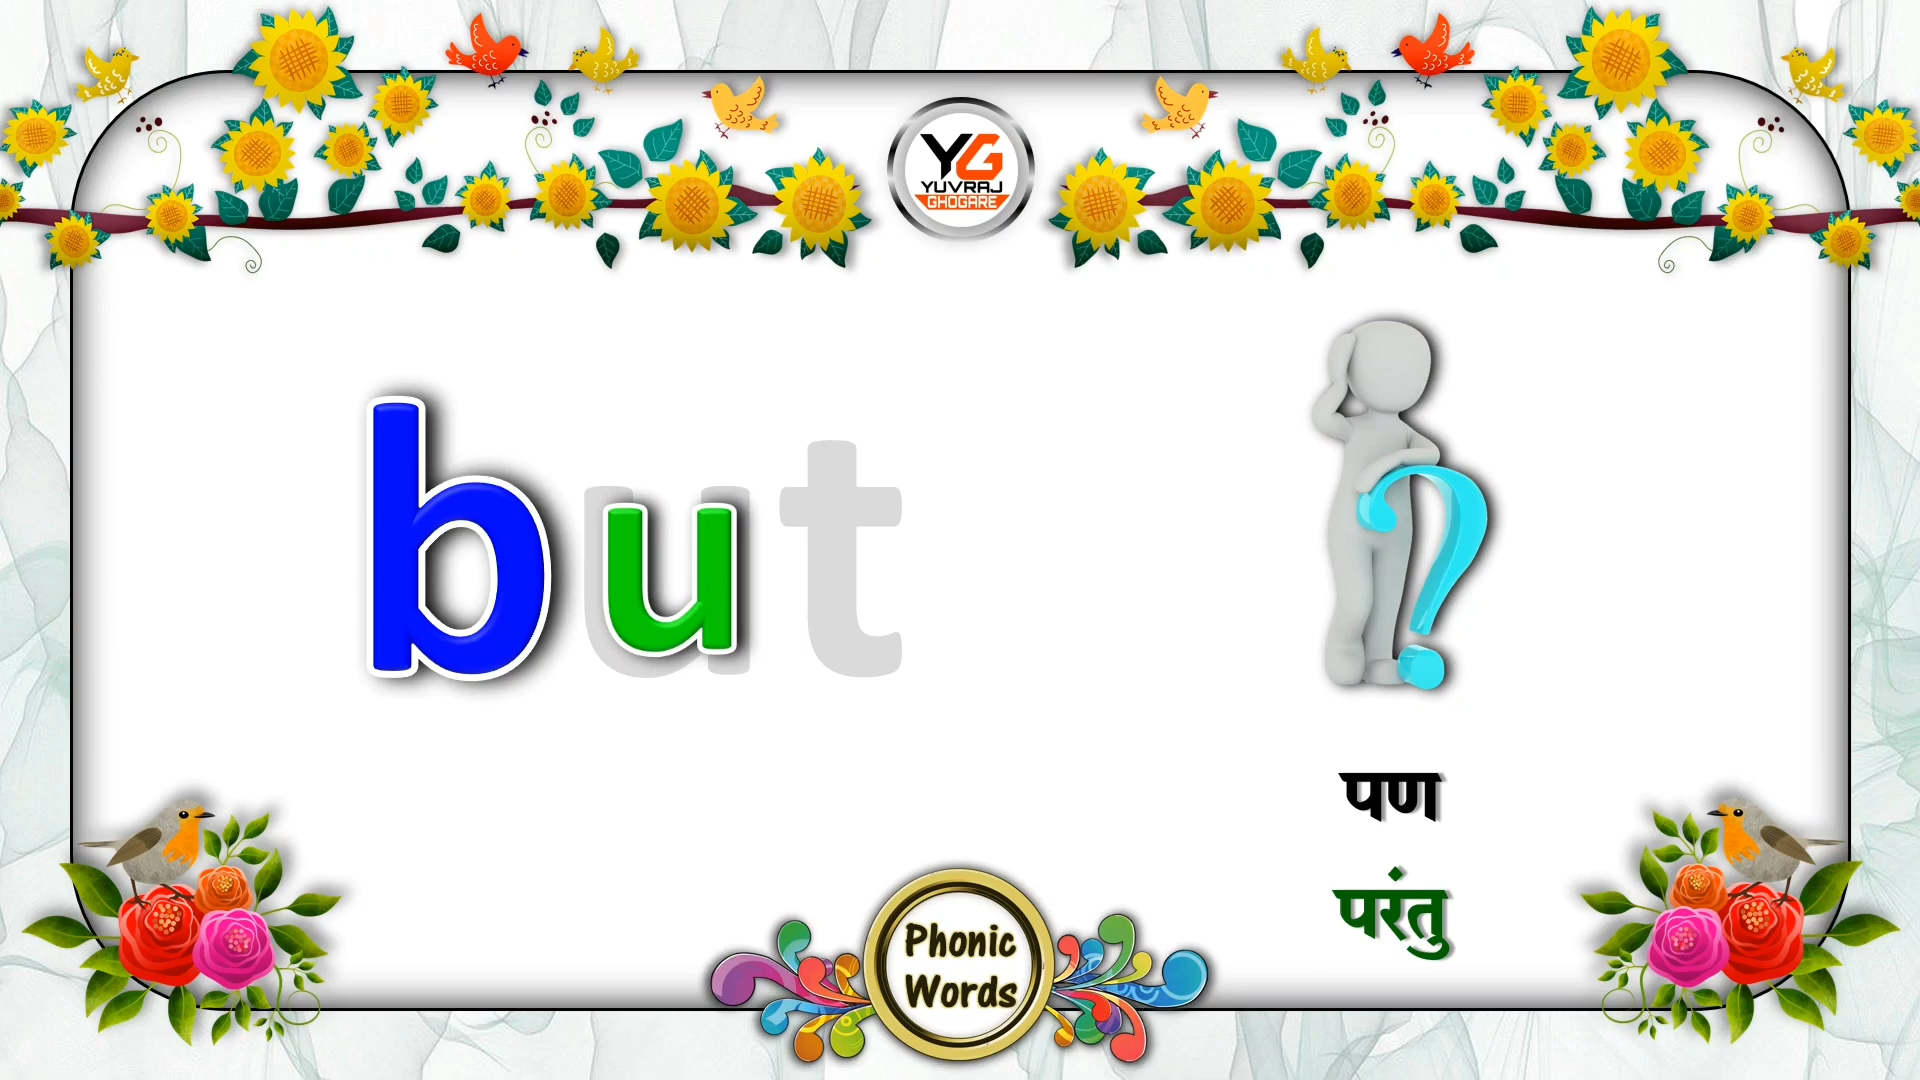 YG
YUVRAJ
GHOGARE
but
पण
परंतु
Phonic
Words